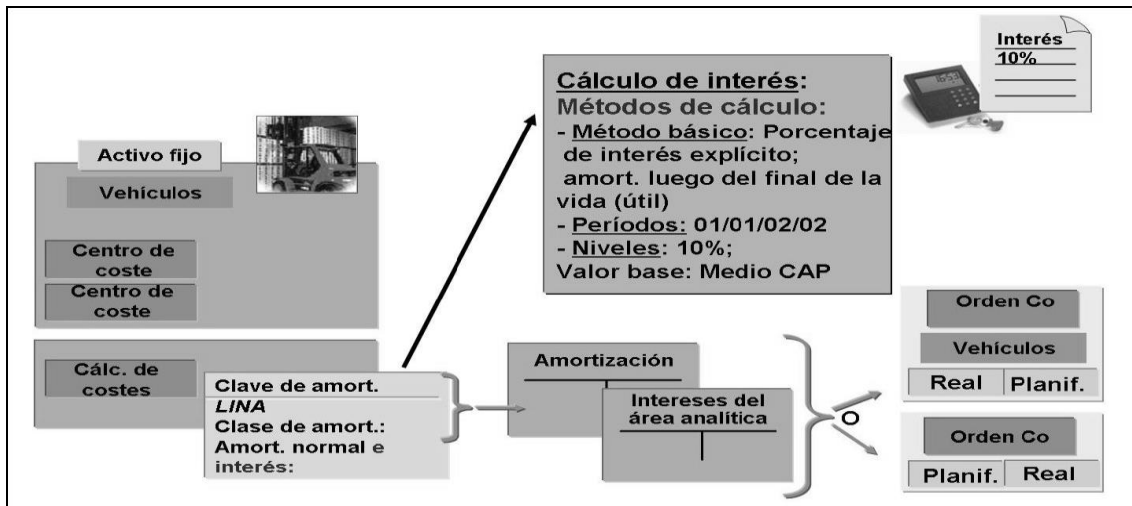 Interés
10%
Cálculo de interés:
Métodos de cálculo:
- Método básico: Porcentaje
de interés explícito;
amort. luego del final de la
vida (útil)
- Períodos: 01/01/02/02
- Niveles: 10%;
Valor base: Medio CAP
Activo fijo
Vehículos
Centro de
coste
Centro de
coste
Cálc. de
costes
Clave de amort.
LINA
Clase de amort.:
Amort. normal e
interés:
Amortización
Intereses del
área analítica
O
Orden Co
Vehículos
Real Planif.
Orden Co
Planif. Real